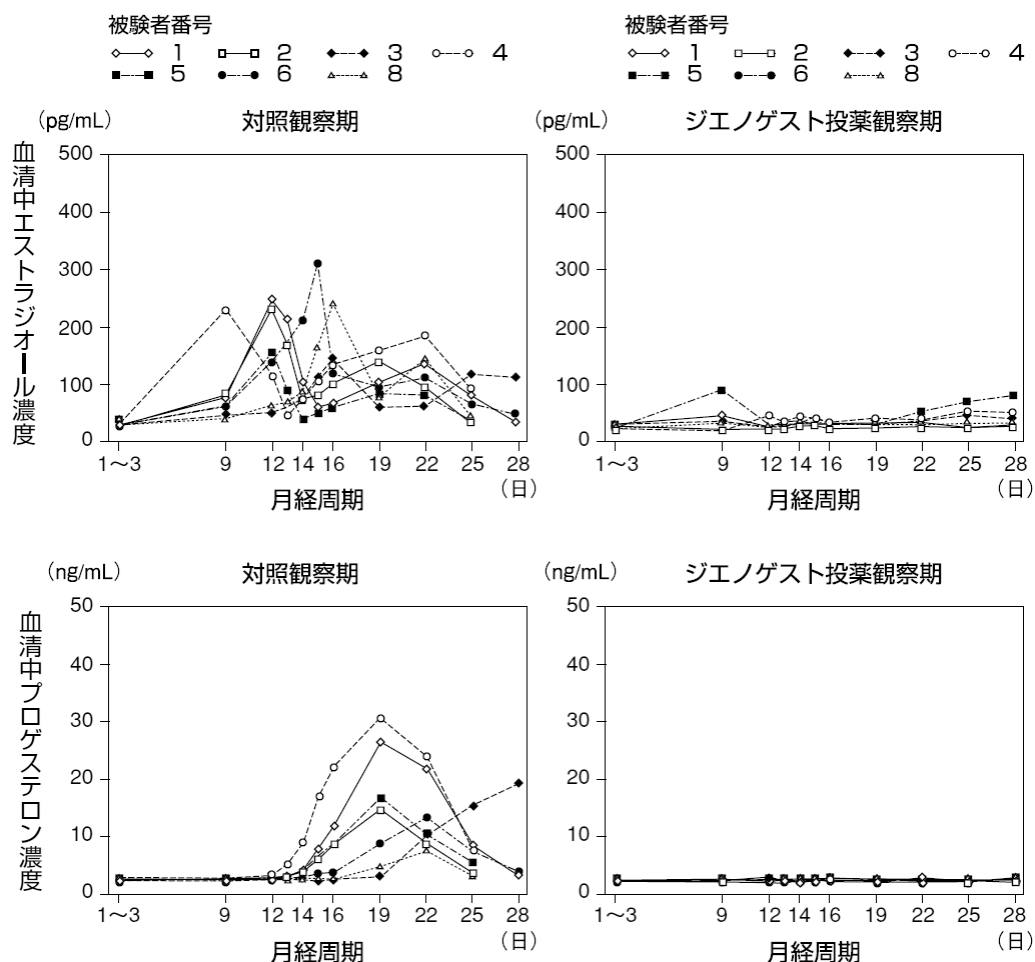 被験者番号
1 2 3 4
5 6 8
被験者番号
1 2 3 4
5 6 8
(pg/mL)
対照観察期
血清中エストラジオール濃度
500
400
300
200
100
0
1〜3 9 12 14 16 19 22 25 28
(日)
月経周期
(pg/mL)
ジエノゲスト投薬観察期
500
400
300
200
100
0
1〜3 9 12 14 16 19 22 25 28
(日)
月経周期
(ng/mL)
対照観察期
血清中プロゲステロン濃度
50
40
30
20
10
0
1〜3 9 12 14 16 19 22 25 28
(日)
月経周期
(ng/mL)
ジエノゲスト投薬観察期
50
40
30
20
10
0
1〜3 9 12 14 16 19 22 25 28
(日)
月経周期